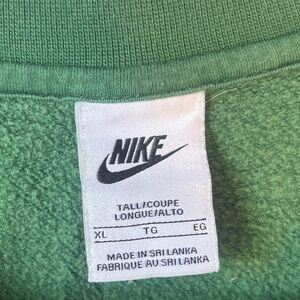 NIKE
TALL/COUPE
LONGUE/ALTO
XL TG EG
MADE IN SRI LANKA
FABRIQUE AU SRI LANKA